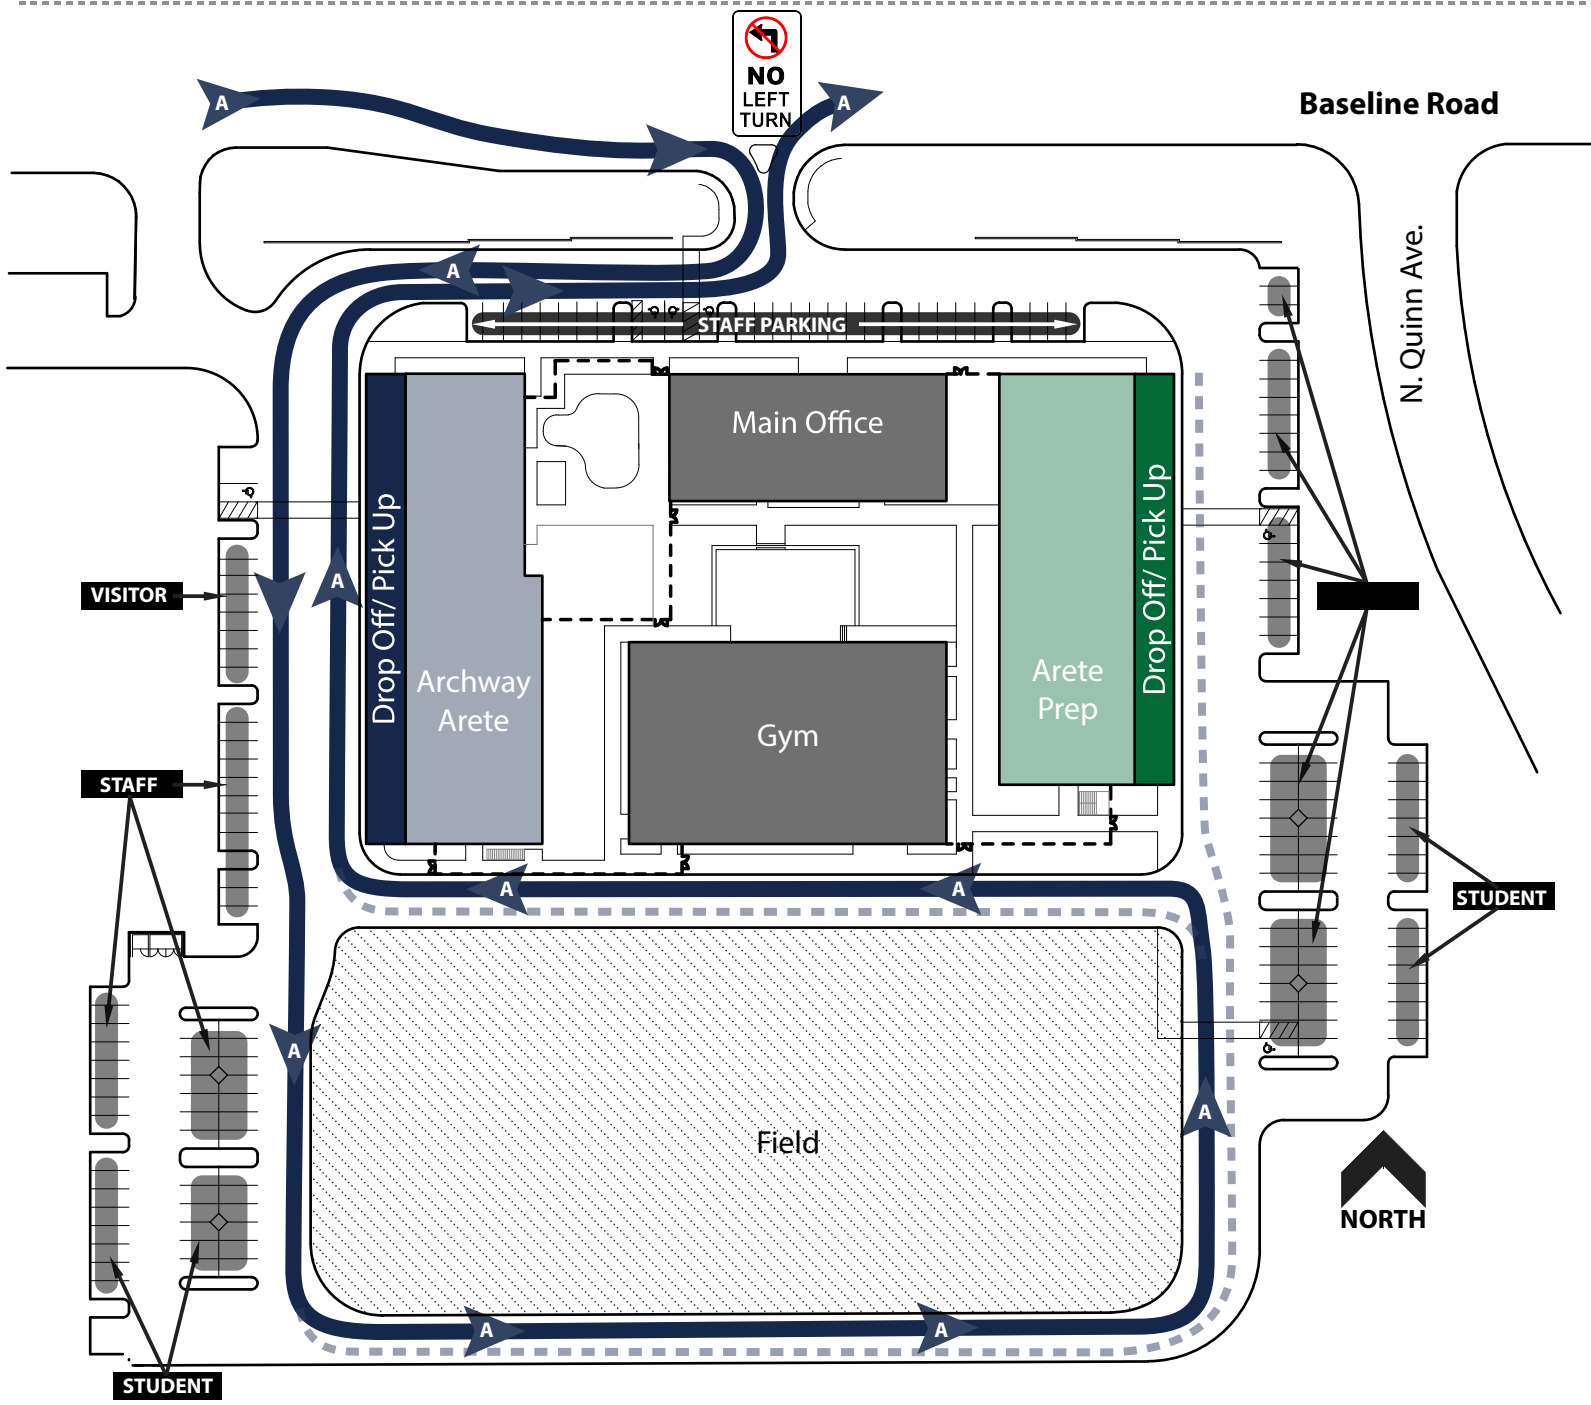 NO
LEFT
TURN
A
A
Baseline Road
A
N. Quinn Ave.
STAFF PARKING
Main Office
Drop Off/ Pick Up
Drop Off/ Pick Up
A
VISITOR
Archway
Arete
Arete
Prep
Gym
STAFF
A
A
STUDENT
A
A
Field
NORTH
A
A
STUDENT